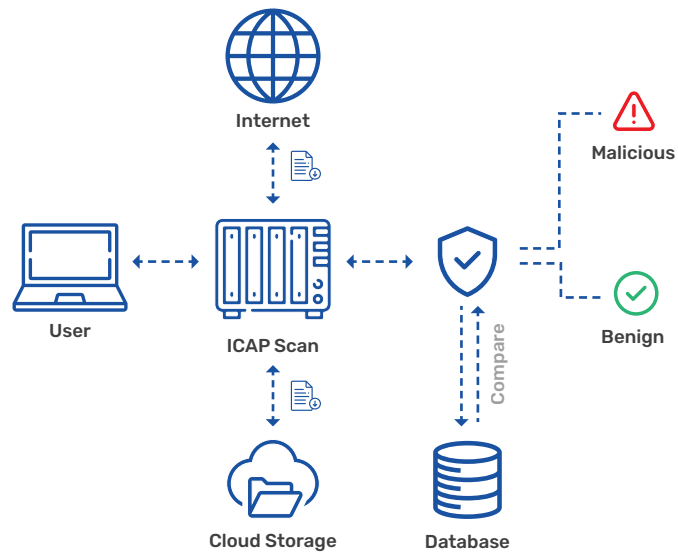 Internet
Malicious
User
ICAP Scan
Compare
Benign
Cloud Storage
Database